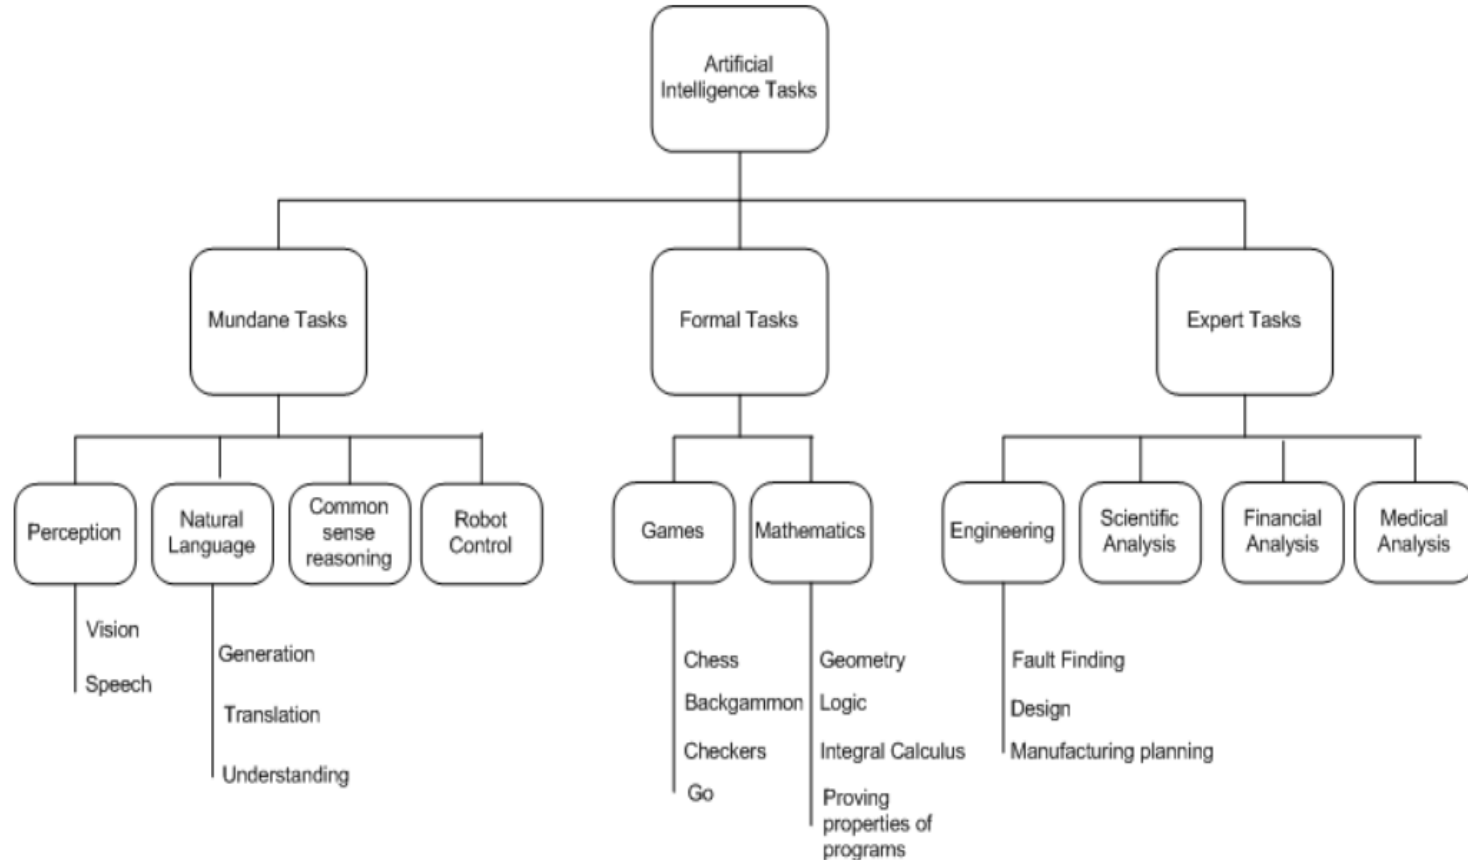 Artificial
Intelligence Tasks
Mundane Tasks
Formal Tasks
Expert Tasks
Perception
Natural
Language
Common
sense
reasoning
Robot
Control
Games
Mathematics
Engineering
Scientific
Analysis
Financial
Analysis
Medical
Analysis
Vision
Speech
Generation
Translation
Understanding
Chess
Backgammon
Checkers
Go
Geometry
Logic
Integral Calculus
Proving
properties of
programs
Fault Finding
Design
Manufacturing planning